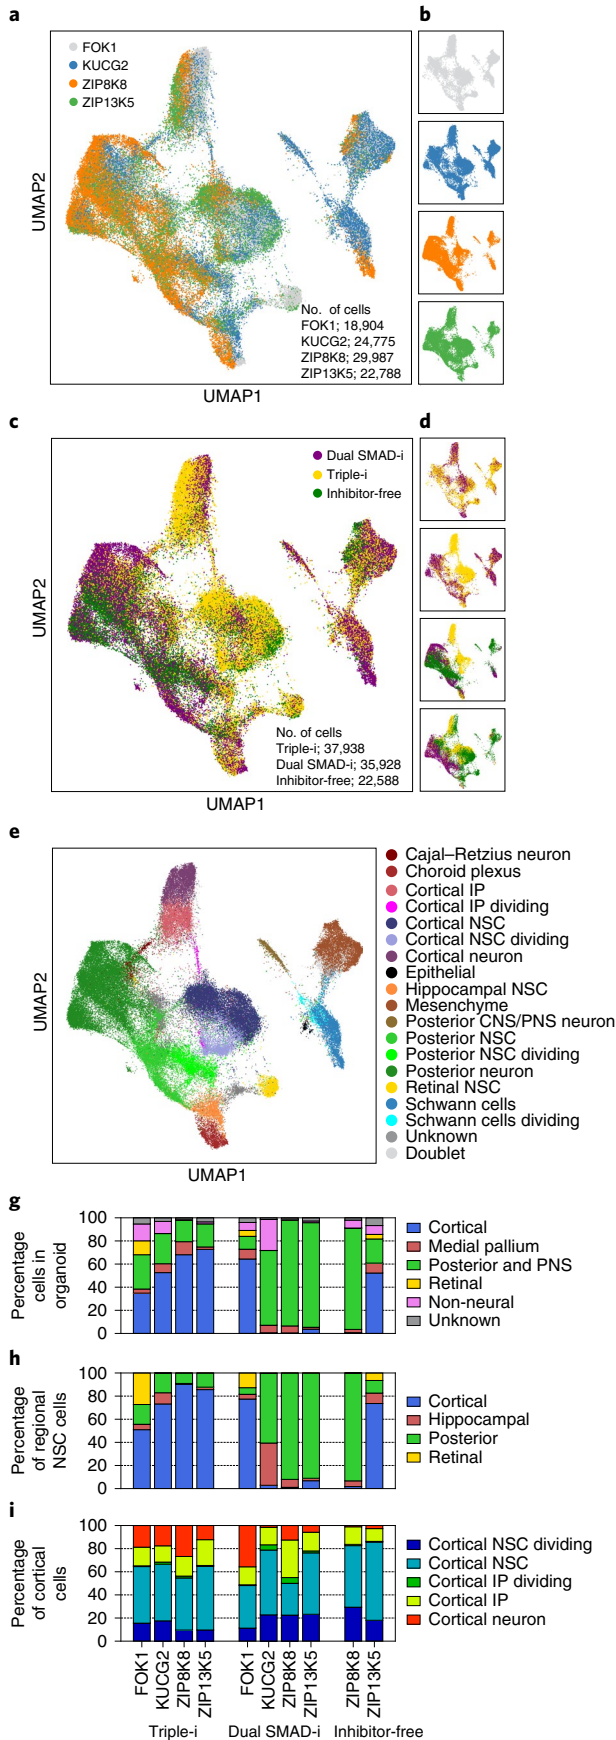 a
b
FOK1
KUCG2
ZIP8K8
ZIP13K5
UMAP2
No. of cells
FOK1; 18,904
KUCG2; 24,775
ZIP8K8; 29,987
ZIP13K5; 22,788
UMAP1
c
d
Dual SMAD-i
Triple-i
Inhibitor-free
UMAP2
No. of cells
Triple-i; 37,938
Dual SMAD-i; 35,928
Inhibitor-free; 22,588
UMAP1
e
UMAP2
UMAP1
Cajal–Retzius neuron
Choroid plexus
Cortical IP
Cortical IP dividing
Cortical NSC
Cortical NSC dividing
Cortical neuron
Epithelial
Hippocampal NSC
Mesenchyme
Posterior CNS/PNS neuron
Posterior NSC
Posterior NSC dividing
Posterior neuron
Retinal NSC
Schwann cells
Schwann cells dividing
Unknown
Doublet
g
Percentage
cells in
organoid
100
80
60
40
20
0
Cortical
Medial pallium
Posterior and PNS
Retinal
Non-neural
Unknown
h
Percentage
of regional
NSC cells
100
80
60
40
20
0
Cortical
Hippocampal
Posterior
Retinal
i
Percentage
of cortical
cells
100
80
60
40
20
0
Cortical NSC dividing
Cortical NSC
Cortical IP dividing
Cortical IP
Cortical neuron
FOK1
KUCG2
ZIP8K8
ZIP13K5
FOK1
KUCG2
ZIP8K8
ZIP13K5
ZIP8K8
ZIP13K5
Triple-i
Dual SMAD-i
Inhibitor-free